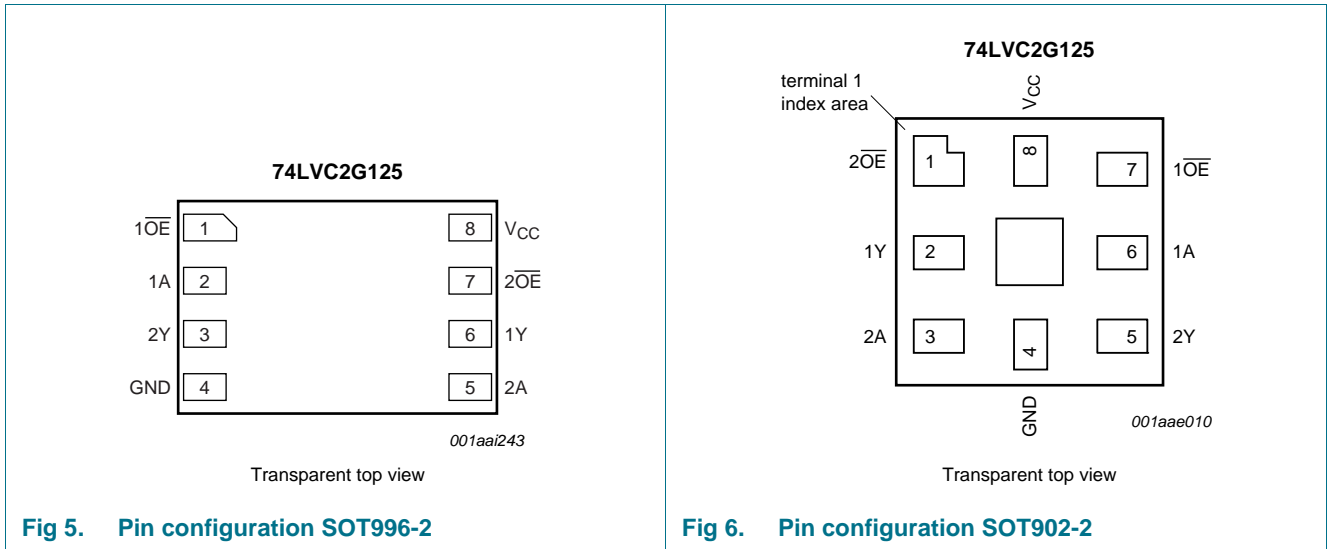 74LVC2G125
1OE 1 8 VCC
1A 2 7 2OE
2Y 3 6 1Y
GND 4 5 2A
001aai243
Transparent top view
Fig 5. Pin configuration SOT996-2
74LVC2G125
terminal 1
index area
VCC
2OE 1 8 7 1OE
1Y 2 6 1A
2A 3 4 5 2Y
GND
001aae010
Transparent top view
Fig 6. Pin configuration SOT902-2